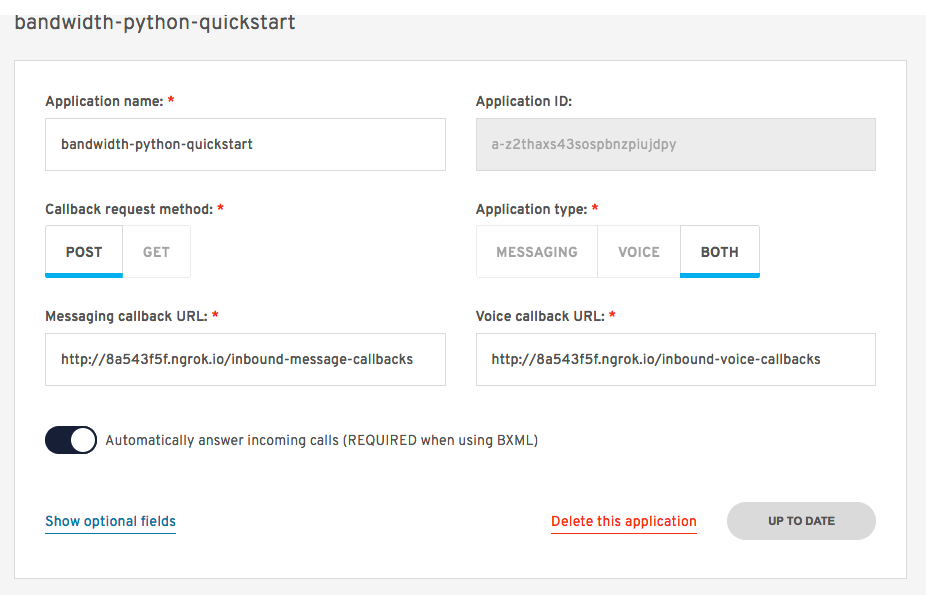 bandwidth-python-quickstart
Application name: *
Application ID:
bandwidth-python-quickstart
a-z2thaxs43sospbnzpiujdpy
Callback request method: *
Application type: *
POST GET
MESSAGING VOICE BOTH
Messaging callback URL: *
Voice callback URL: *
http://8a543f5f.ngrok.io/inbound-message-callbacks
http://8a543f5f.ngrok.io/inbound-voice-callbacks
Automatically answer incoming calls (REQUIRED when using BXML)
Show optional fields
Delete this application
UP TO DATE